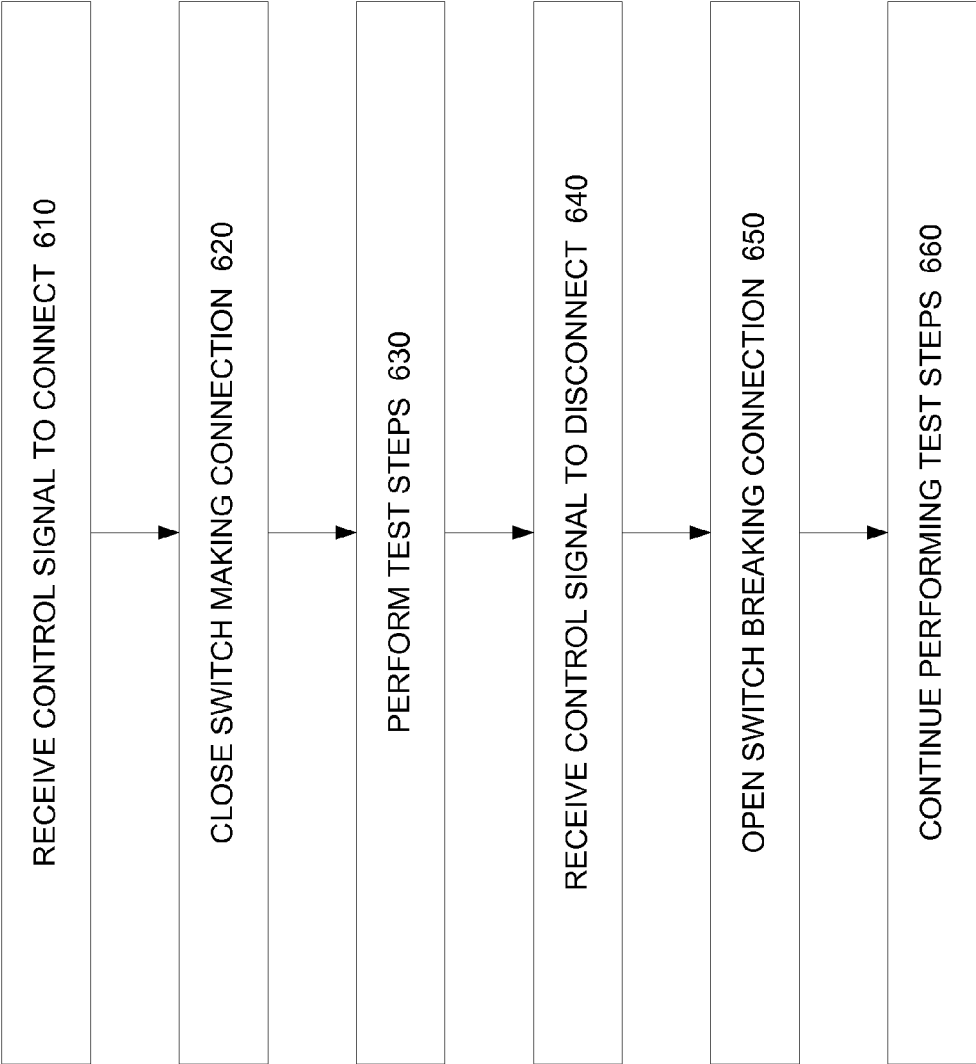 RECEIVE CONTROL SIGNAL TO CONNECT 610
CLOSE SWITCH MAKING CONNECTION 620
PERFORM TEST STEPS 630
RECEIVE CONTROL SIGNAL TO DISCONNECT 640
OPEN SWITCH BREAKING CONNECTION 650
CONTINUE PERFORMING TEST STEPS 660